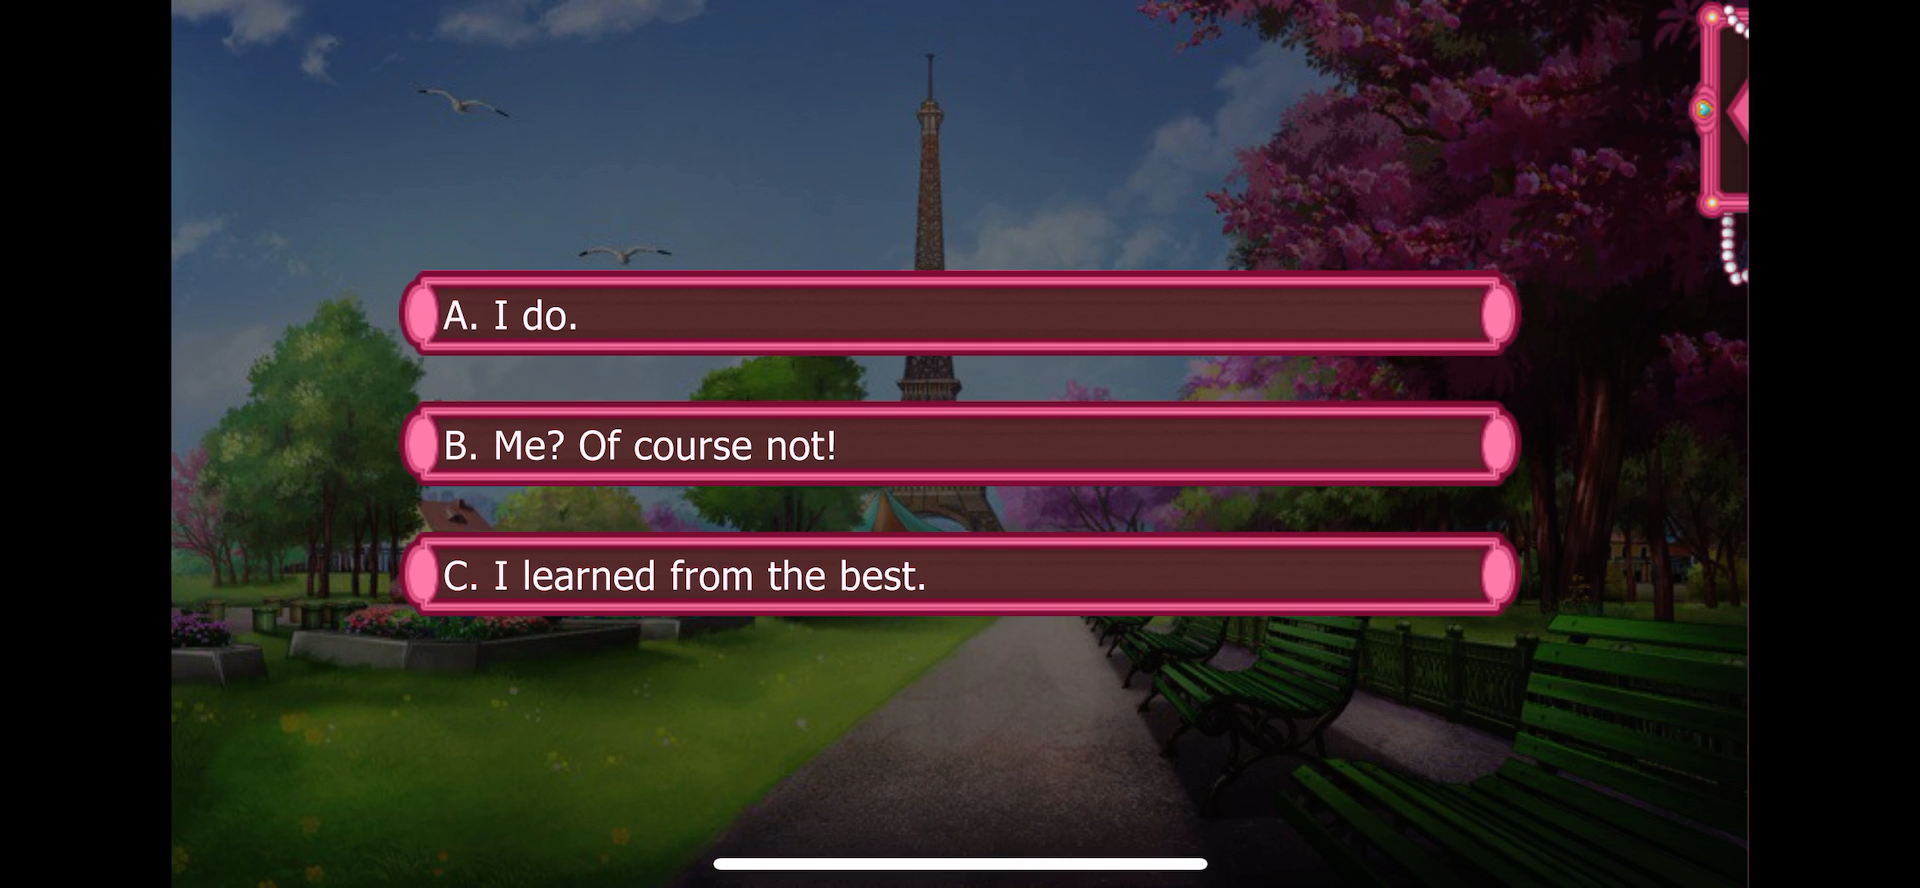 A. I do.
B. Me? Of course not!
C. I learned from the best.